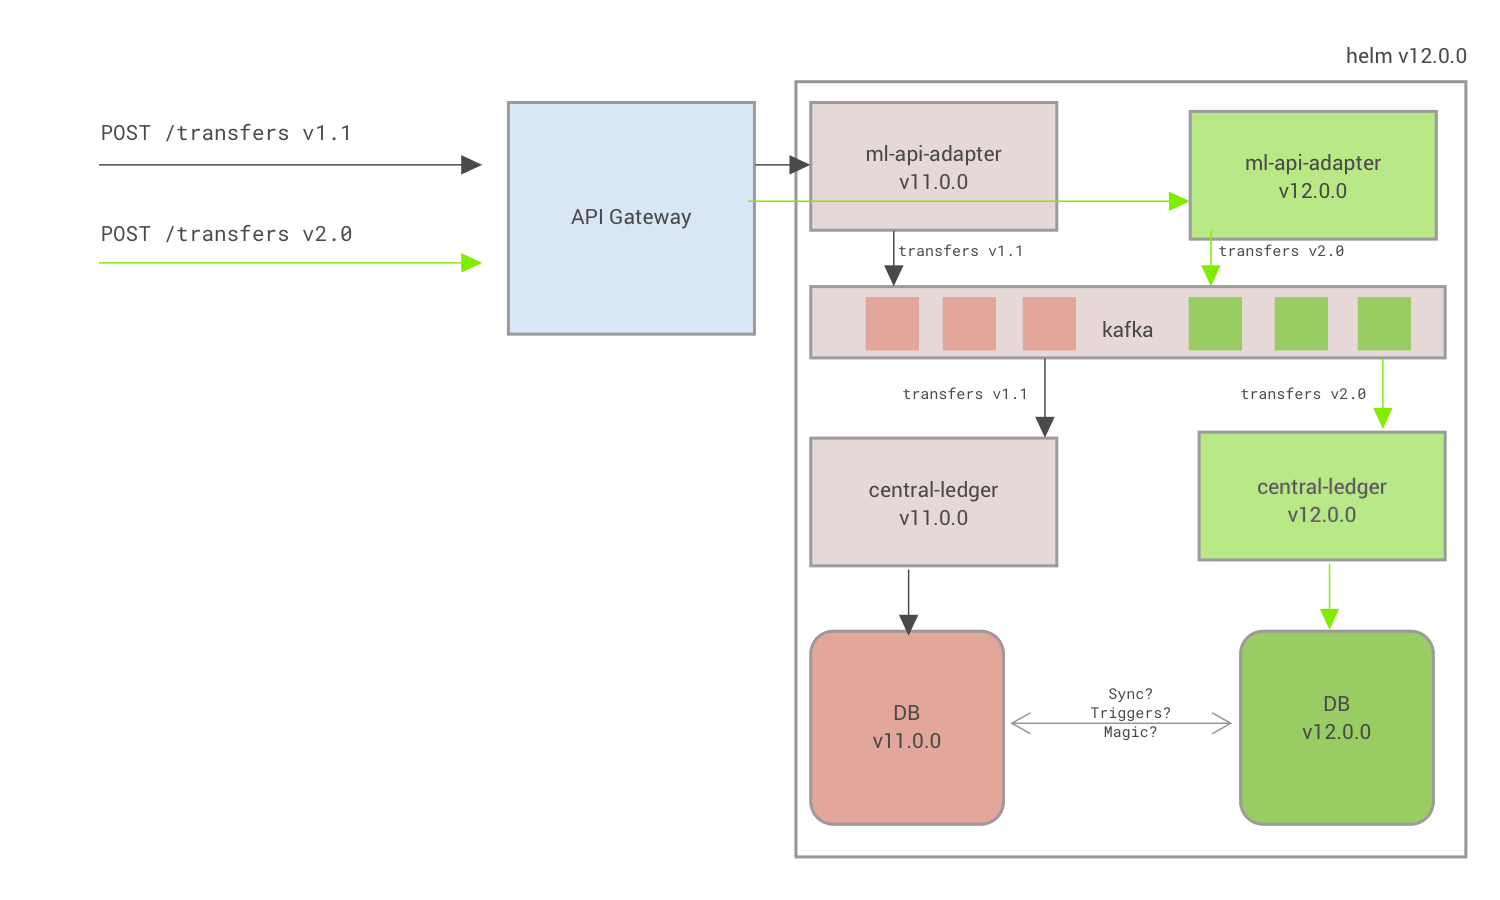 helm v12.0.0
POST /transfers v1.1
POST /transfers v2.0
API Gateway
ml-api-adapter
v11.0.0
ml-api-adapter
v12.0.0
transfers v1.1
transfers v2.0
kafka
transfers v1.1
transfers v2.0
central-ledger
v11.0.0
central-ledger
v12.0.0
DB
v11.0.0
Sync?
Triggers?
Magic?
DB
v12.0.0